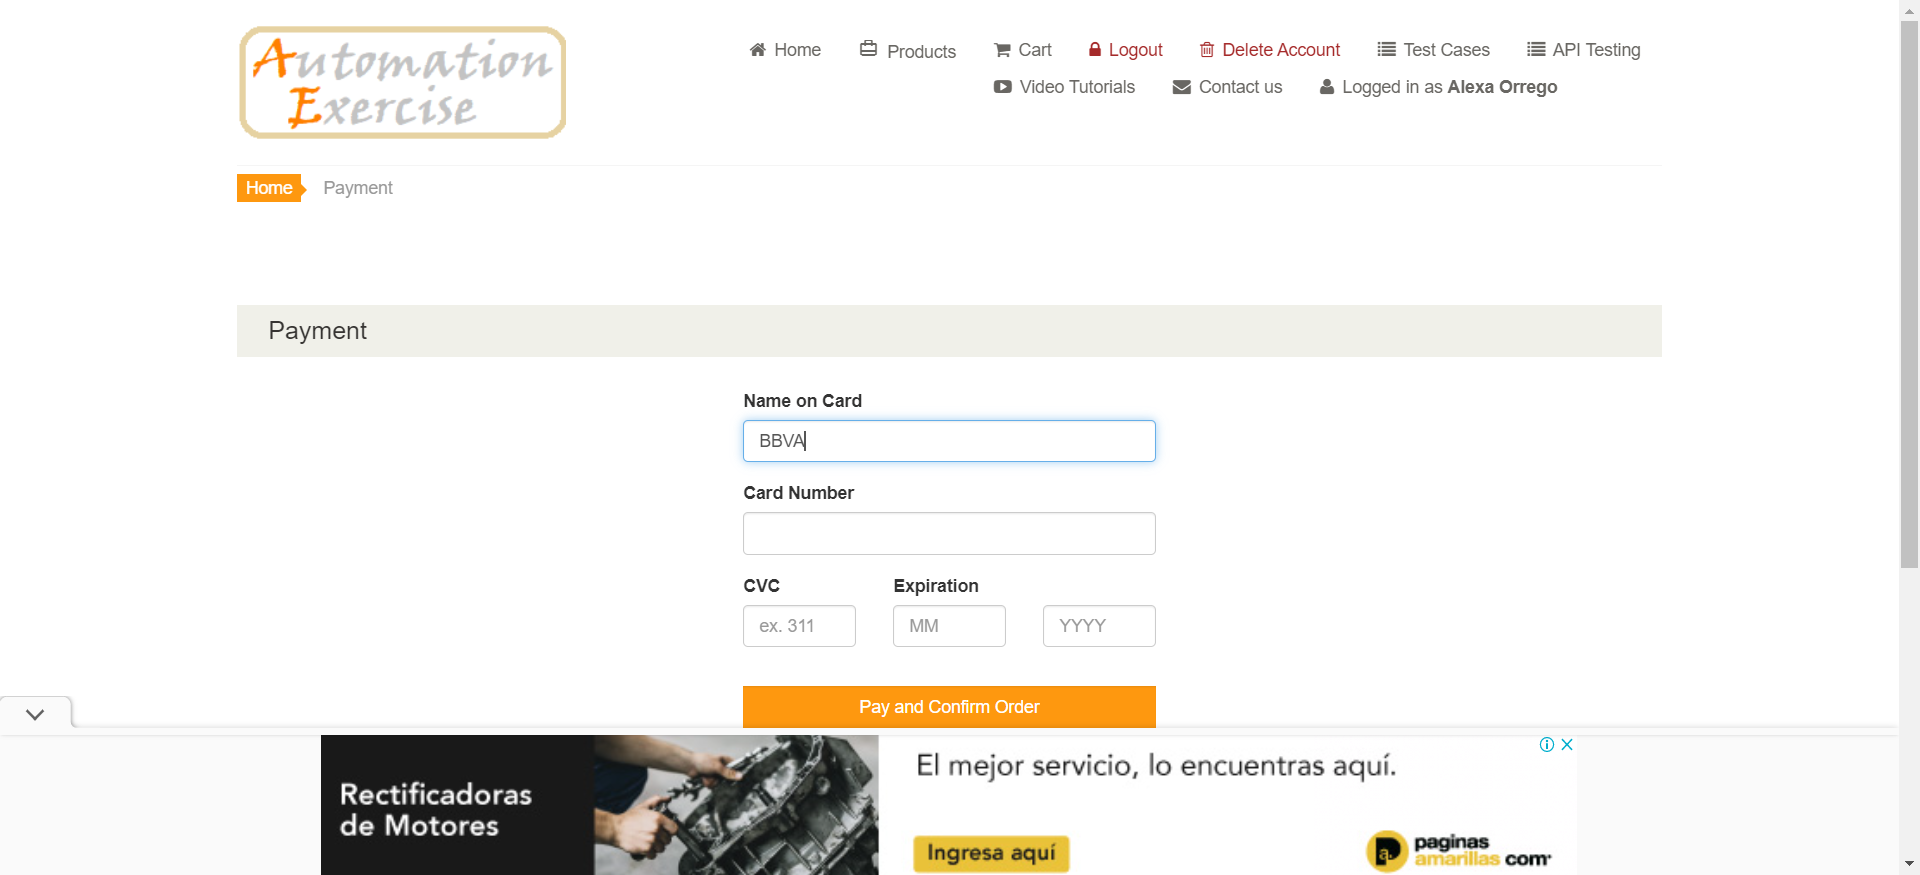 Automation
Exercise
Home
Products
Cart
Logout
Delete Account
Test Cases
API Testing
Video Tutorials
Contact us
Logged in as Alexa Orrego
Home
Payment
Payment
Name on Card
BBVA
Card Number
CVC
Expiration
ex. 311
MM
YYYY
Pay and Confirm Order
Rectificadoras
de Motores
El mejor servicio, lo encuentras aquí.
Ingresa aquí
paginas
amarillas com